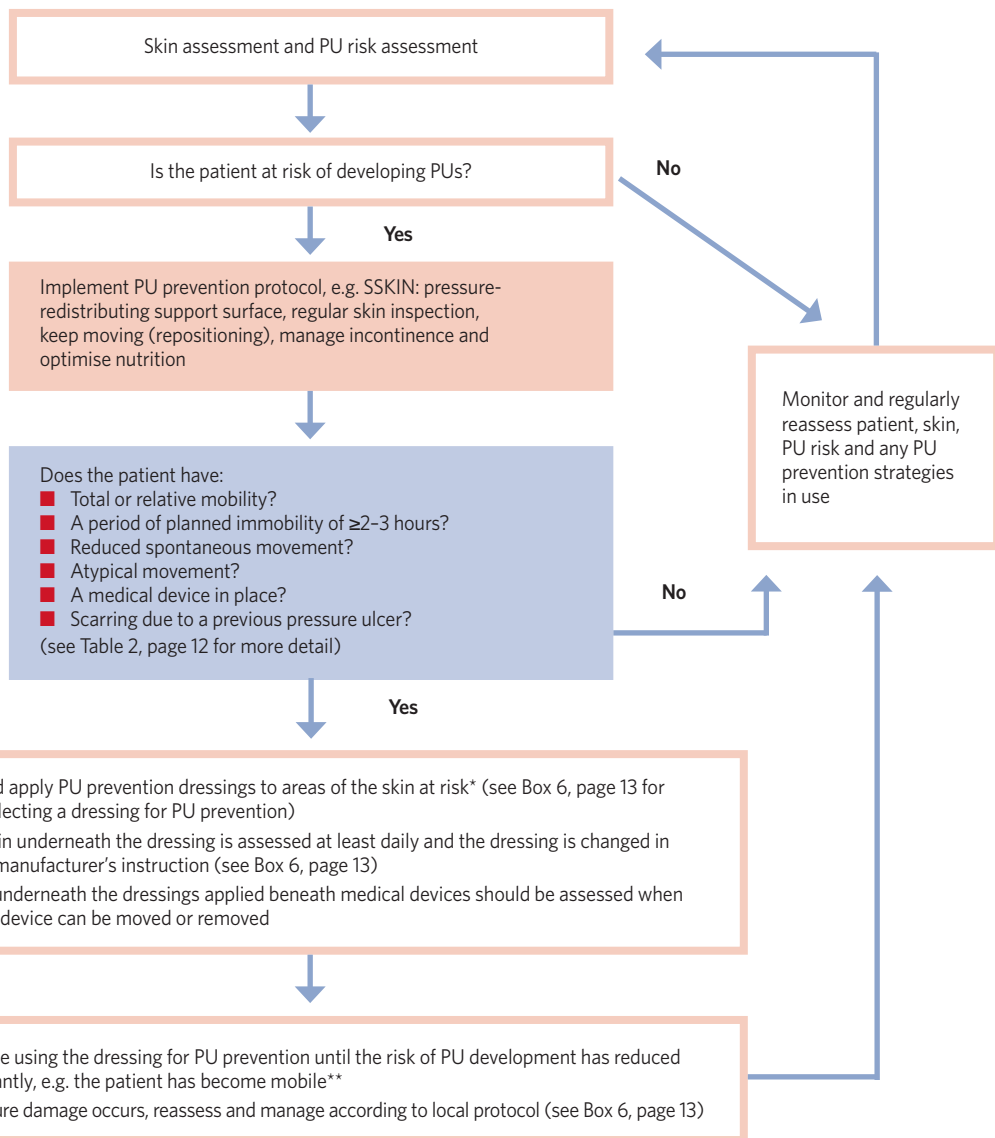 Skin assessment and PU risk assessment
Is the patient at risk of developing PUs?
No
Yes
Implement PU prevention protocol, e.g. SSKIN: pressure-
redistributing support surface, regular skin inspection,
keep moving (repositioning), manage incontinence and
optimise nutrition
Monitor and regularly
reassess patient, skin,
PU risk and any PU
prevention strategies
in use
Does the patient have:
■ Total or relative mobility?
■ A period of planned immobility of ≥2–3 hours?
■ Reduced spontaneous movement?
■ Atypical movement?
■ A medical device in place?
■ Scarring due to a previous pressure ulcer?
(see Table 2, page 12 for more detail)
No
Yes
apply PU prevention dressings to areas of the skin at risk* (see Box 6, page 13 for
a dressing for PU prevention)
underneath the dressing is assessed at least daily and the dressing is changed in
manufacturer's instruction (see Box 6, page 13)
underneath the dressings applied beneath medical devices should be assessed when
device can be moved or removed
using the dressing for PU prevention until the risk of PU development has reduced
e.g. the patient has become mobile**
damage occurs, reassess and manage according to local protocol (see Box 6, page 13)